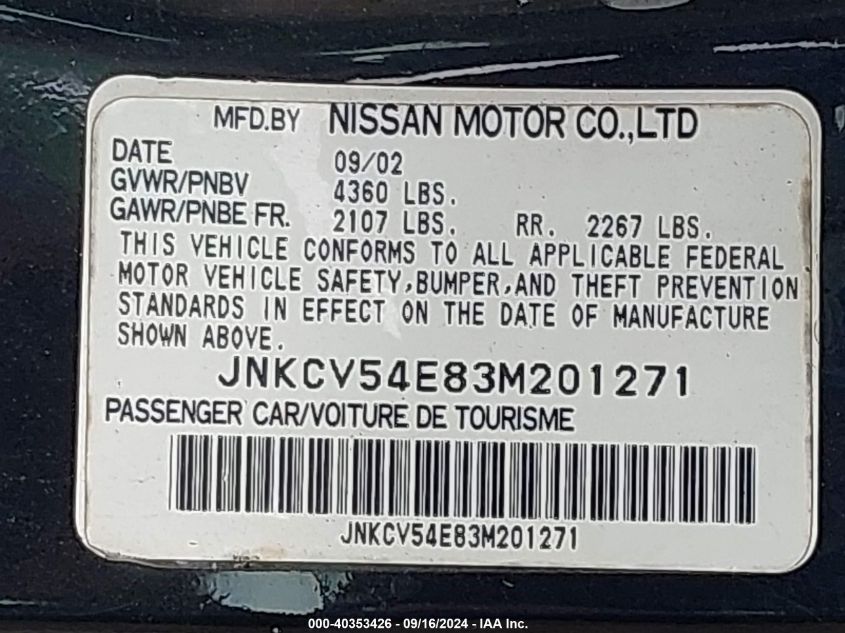 MFD.BY NISSAN MOTOR CO.,LTD
DATE 09/02
GVWR/PNBV 4360 LBS.
GAWR/PNBE FR. 2107 LBS. RR. 2267 LBS.
THIS VEHICLE CONFORMS TO ALL APPLICABLE FEDERAL
MOTOR VEHICLE SAFETY,BUMPER,AND THEFT PREVENTION
STANDARDS IN EFFECT ON THE DATE OF MANUFACTURE
SHOWN ABOVE.
JNKCV54E83M201271
PASSENGER CAR/VOITURE DE TOURISME
JNKCV54E83M201271
000-40353426 - 09/16/2024 - IAA Inc.